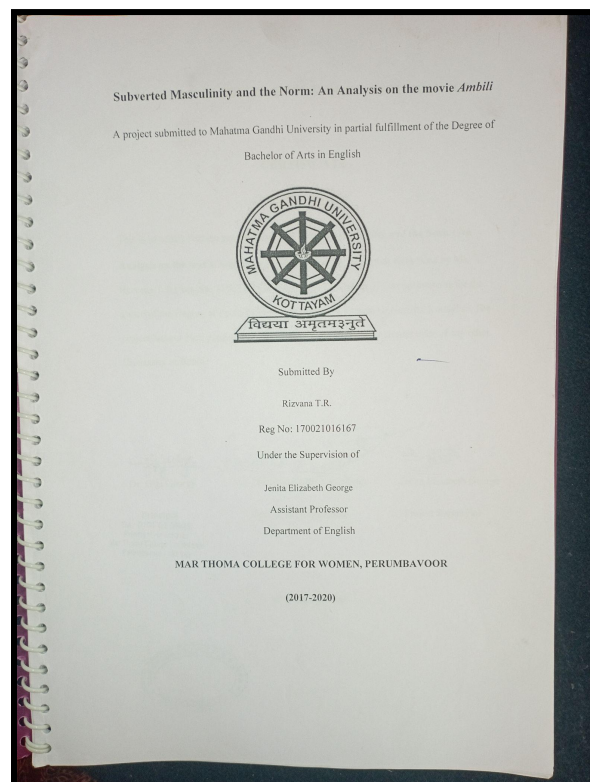 Subverted Masculinity and the Norm: An Analysis on the movie Ambili
A project submitted to Mahatma Gandhi University in partial fulfillment of the Degree of
Bachelor of Arts in English
MAHATMA GANDHI UNIVERSITY
KOTTAYAM
विद्यया अमृतमश्नुते
Submitted By
Rizvana T.R.
Reg No: 170021016167
Under the Supervision of
Jenita Elizabeth George
Assistant Professor
Department of English
MAR THOMA COLLEGE FOR WOMEN, PERUMBAVOOR
(2017-2020)